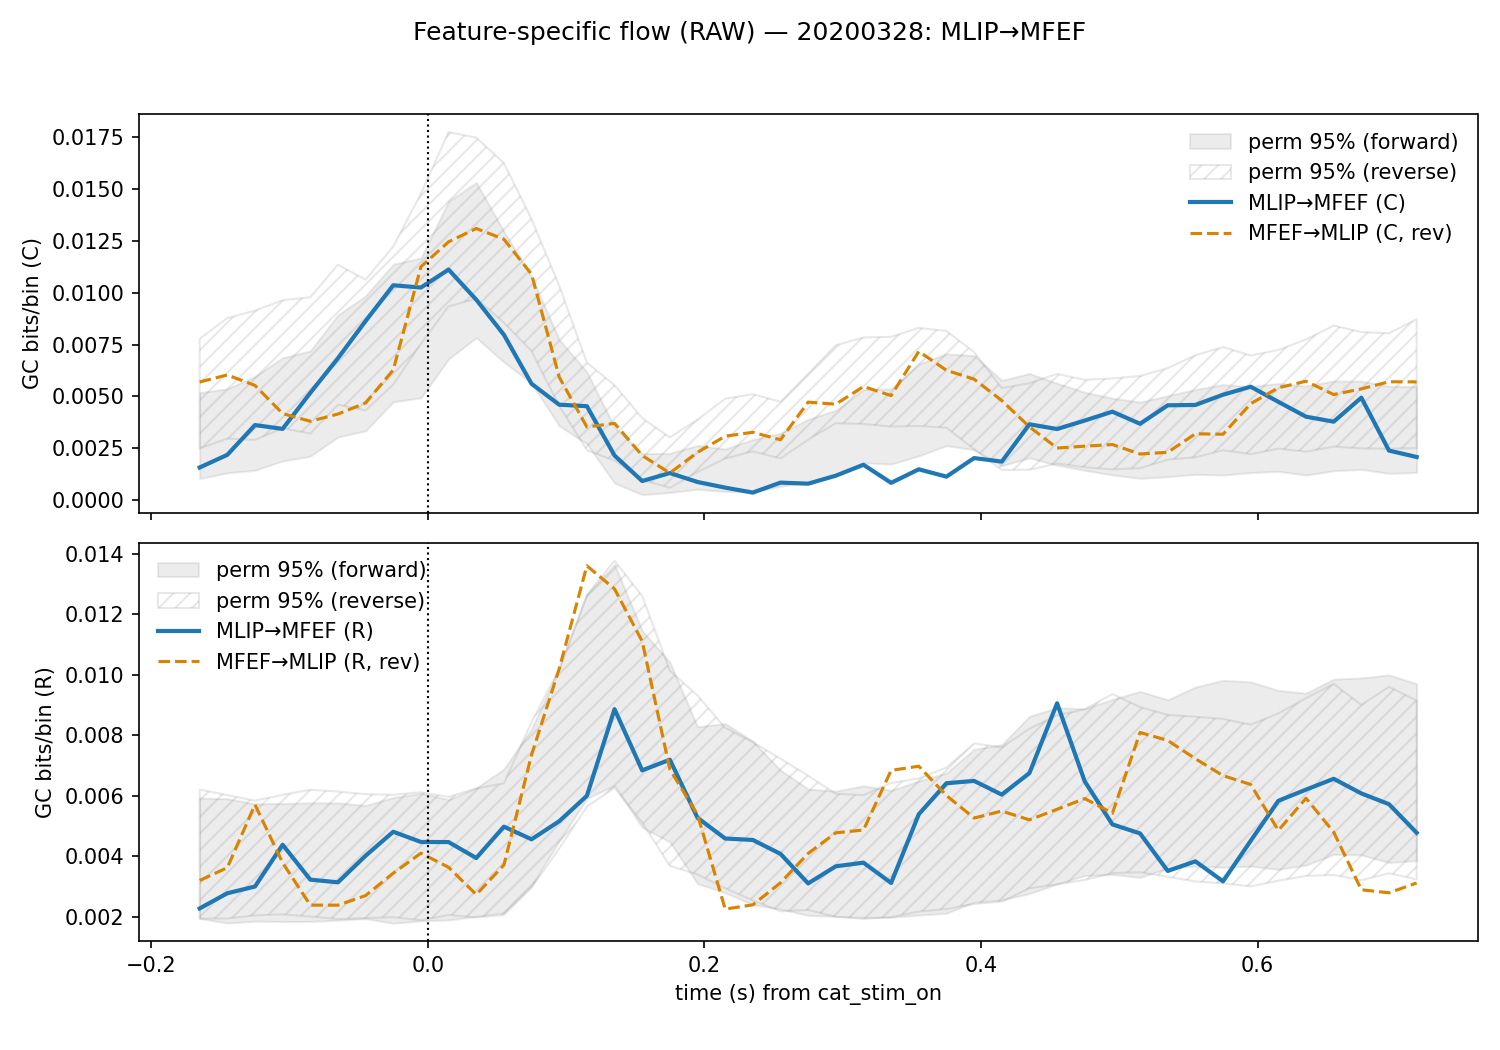 Feature-specific flow (RAW) — 20200328: MLIP→MFEF
GC bits/bin (C)
0.0175
0.0150
0.0125
0.0100
0.0075
0.0050
0.0025
0.0000
perm 95% (forward)
perm 95% (reverse)
MLIP→MFEF (C)
MFEF→MLIP (C, rev)
GC bits/bin (R)
0.014
0.012
0.010
0.008
0.006
0.004
0.002
perm 95% (forward)
perm 95% (reverse)
MLIP→MFEF (R)
MFEF→MLIP (R, rev)
−0.2 0.0 0.2 0.4 0.6
time (s) from cat_stim_on